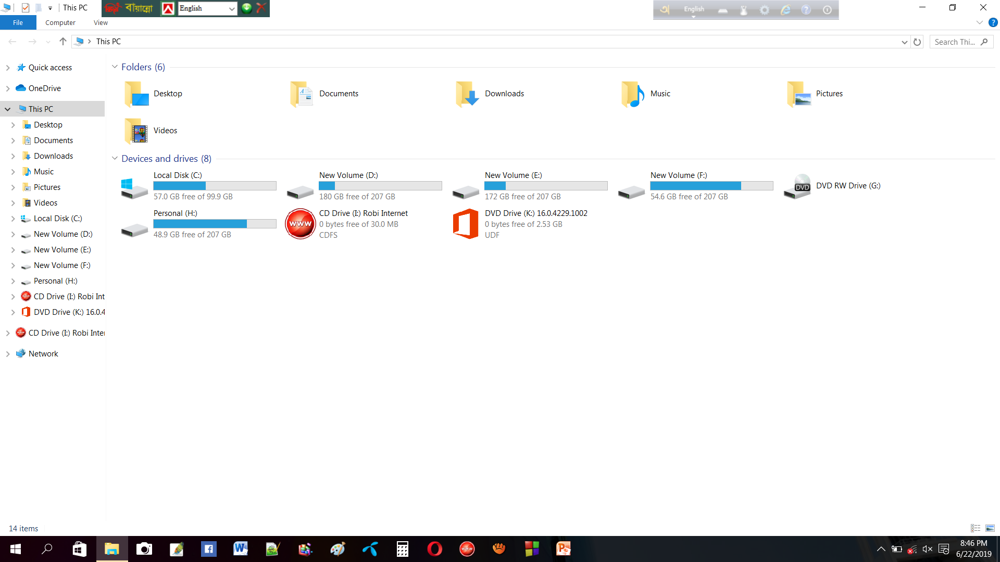 This PC
বাঁয়ান্নো
English
English
File
Computer
View
This PC
Search Thi...
Quick access
OneDrive
This PC
Desktop
Documents
Downloads
Music
Pictures
Videos
Local Disk (C:)
New Volume (D:)
New Volume (E:)
New Volume (F:)
Personal (H:)
CD Drive (I:) Robi Int
DVD Drive (K:) 16.0.4
CD Drive (I:) Robi Inter
Network
Folders (6)
Desktop
Documents
Downloads
Music
Pictures
Videos
Devices and drives (8)
Local Disk (C:)
57.0 GB free of 99.9 GB
New Volume (D:)
180 GB free of 207 GB
New Volume (E:)
172 GB free of 207 GB
New Volume (F:)
54.6 GB free of 207 GB
DVD
DVD RW Drive (G:)
Personal (H:)
48.9 GB free of 207 GB
www
CD Drive (I:) Robi Internet
0 bytes free of 30.0 MB
CDFS
DVD Drive (K:) 16.0.4229.1002
0 bytes free of 2.53 GB
UDF
14 items
8:46 PM
6/22/2019